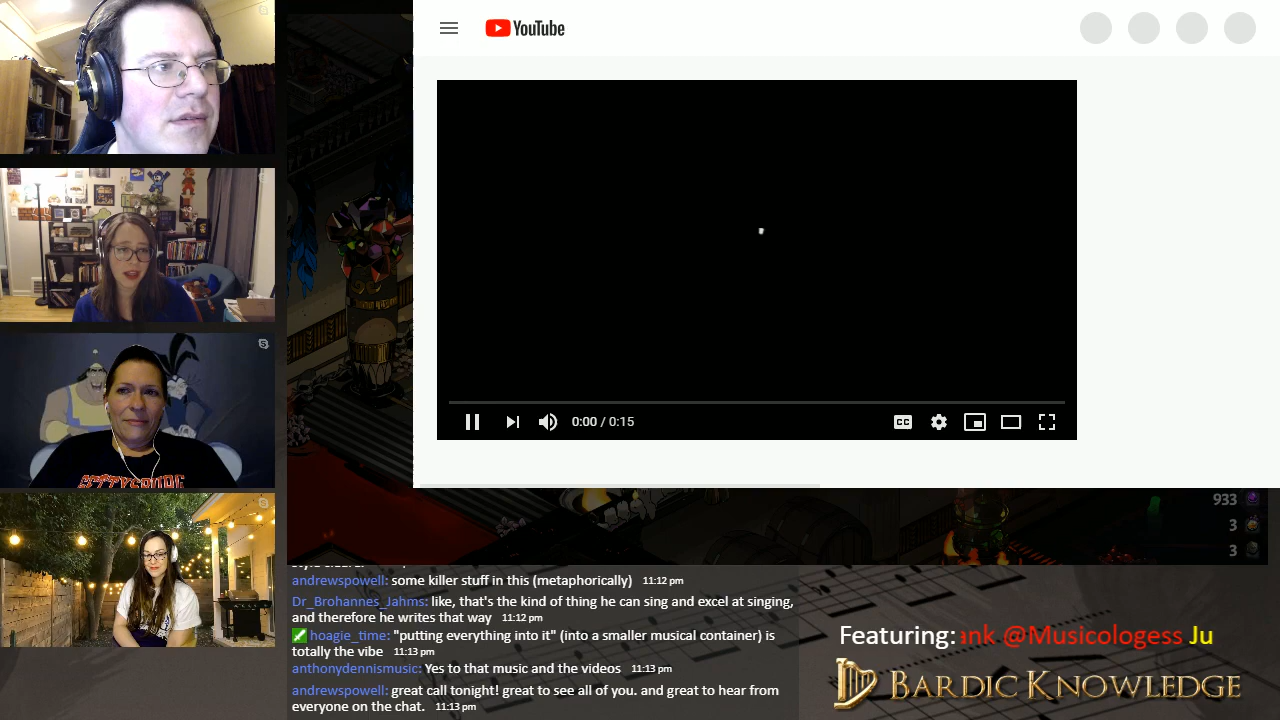 YouTube
0:00 / 0:15
CC
933
3
3
andrewspowell: some killer stuff in this (metaphorically) 11:12 pm
Dr_Brohannes_Jahms: like, that's the kind of thing he can sing and excel at singing,
and therefore he writes that way 11:12 pm
hoagie_time: "putting everything into it" (into a smaller musical container) is
totally the vibe 11:13 pm
anthonydennismusic: Yes to that music and the videos 11:13 pm
andrewspowell: great call tonight! great to see all of you. and great to hear from
everyone on the chat. 11:13 pm
Featuring: ank @Musicologess Ju
BARDIC KNOWLEDGE